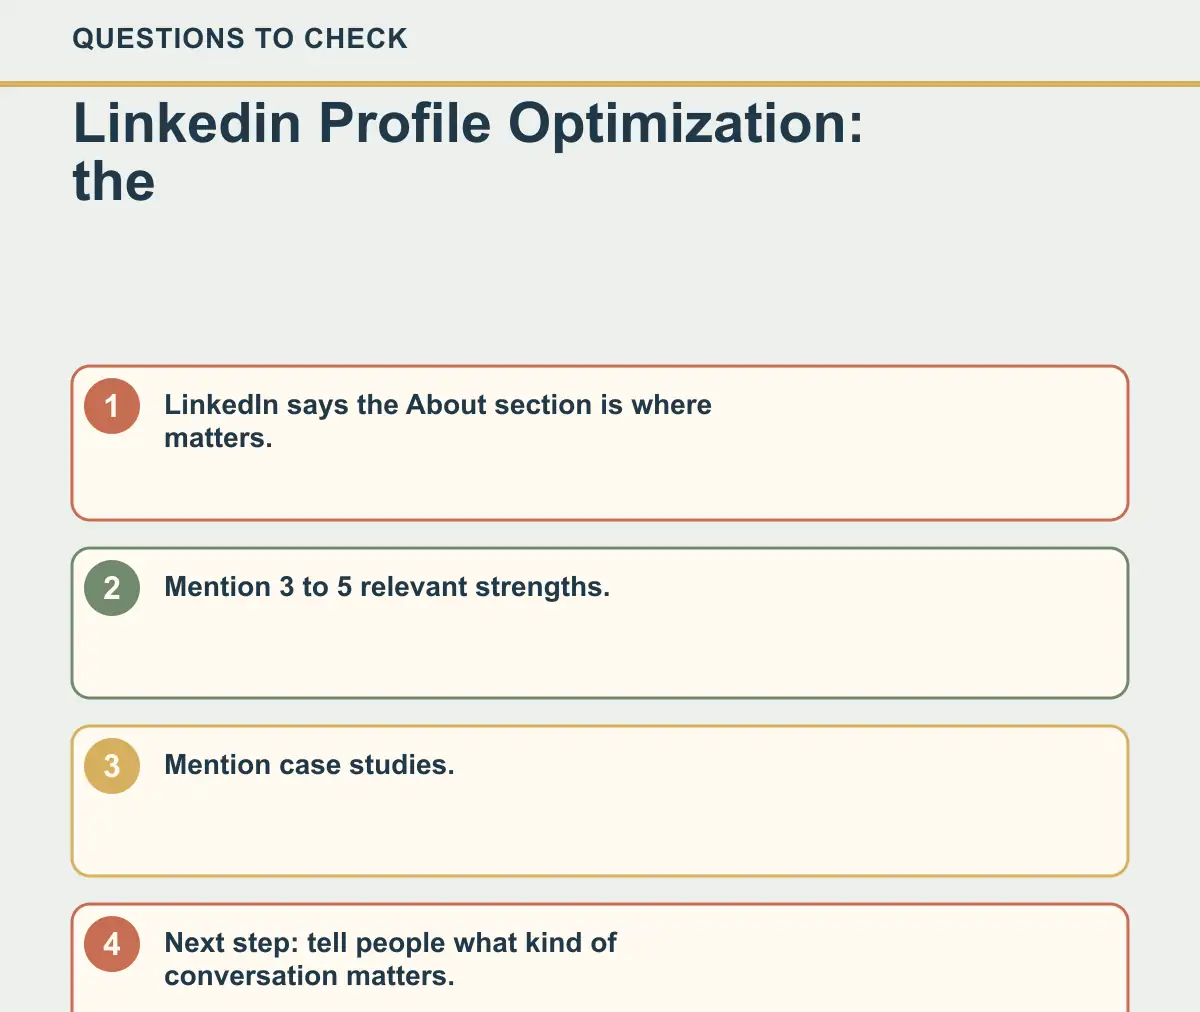 QUESTIONS TO CHECK
Linkedin Profile Optimization:
the
1
LinkedIn says the About section is where
matters.
2
Mention 3 to 5 relevant strengths.
3
Mention case studies.
4
Next step: tell people what kind of
conversation matters.